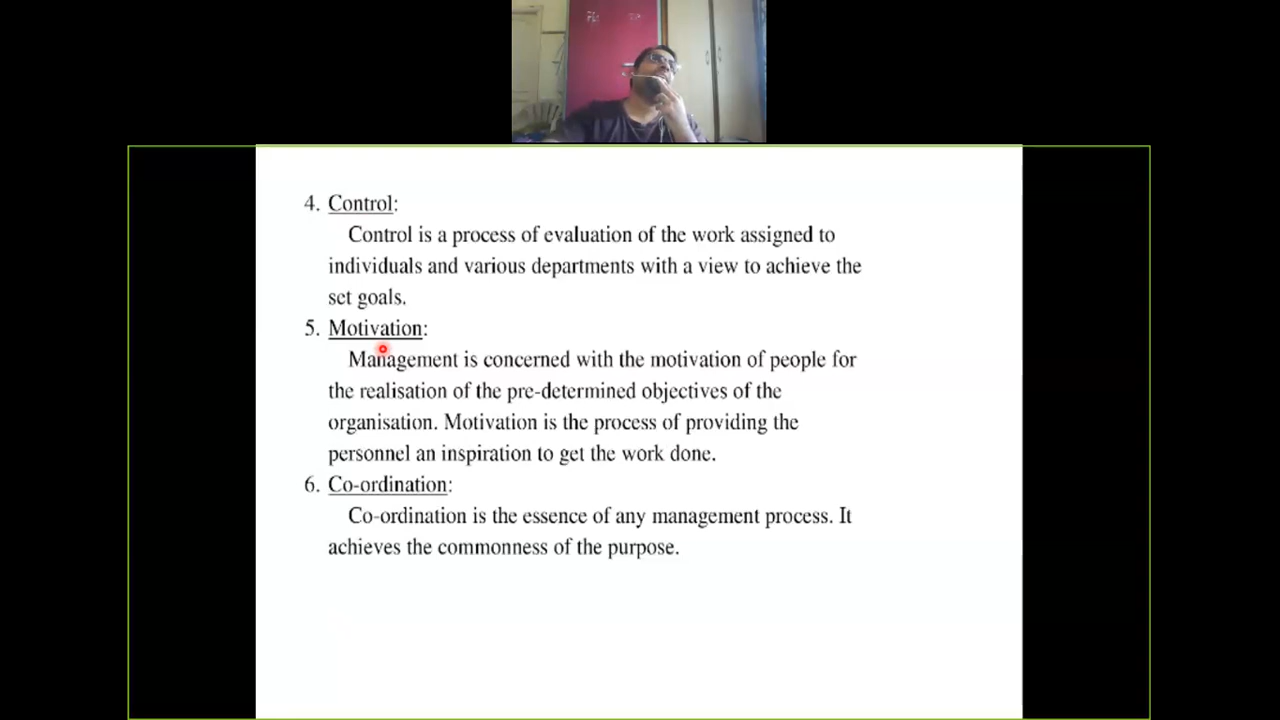 4. Control:
Control is a process of evaluation of the work assigned to
individuals and various departments with a view to achieve the
set goals.
5. Motivation:
Management is concerned with the motivation of people for
the realisation of the pre-determined objectives of the
organisation. Motivation is the process of providing the
personnel an inspiration to get the work done.
6. Co-ordination:
Co-ordination is the essence of any management process. It
achieves the commonness of the purpose.